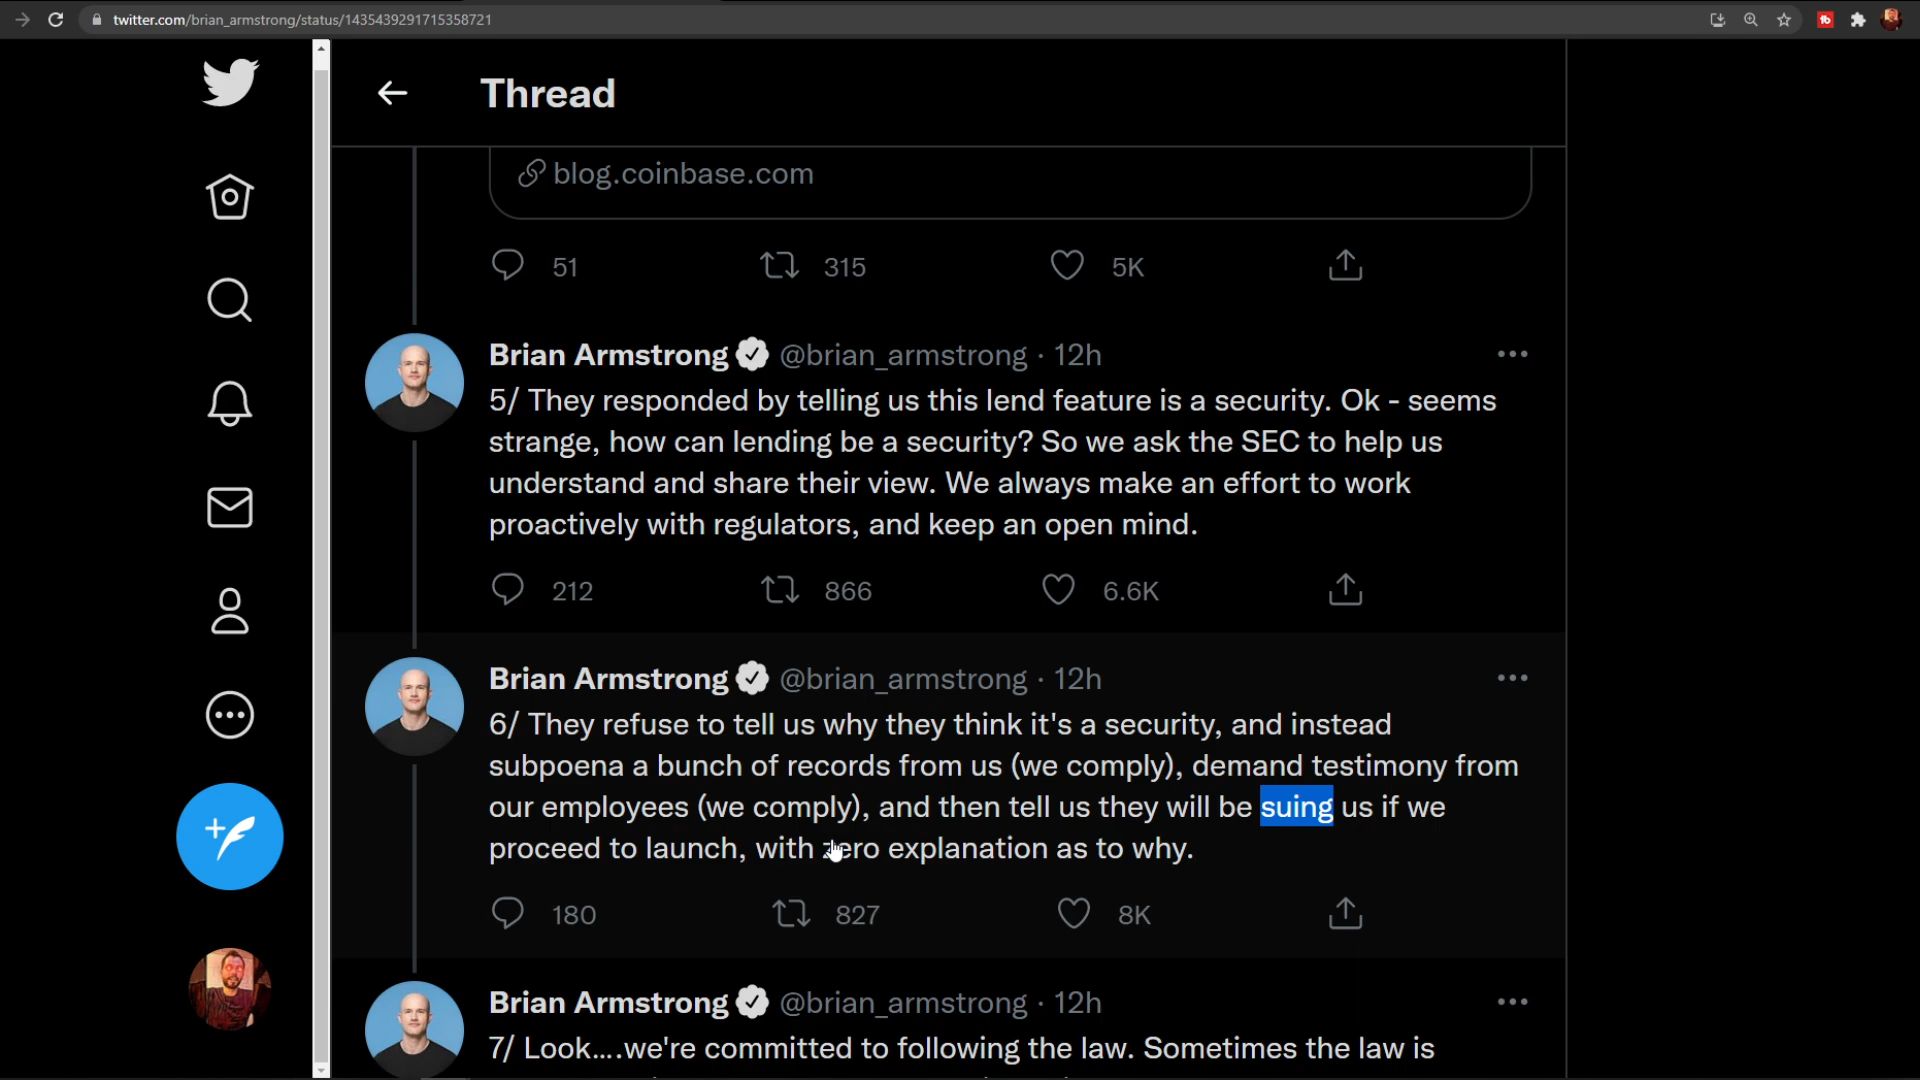 twitter.com/brian_armstrong/status/1435439291715358721
Thread
blog.coinbase.com
51 315 5K
Brian Armstrong @brian_armstrong · 12h
5/ They responded by telling us this lend feature is a security. Ok - seems
strange, how can lending be a security? So we ask the SEC to help us
understand and share their view. We always make an effort to work
proactively with regulators, and keep an open mind.
212 866 6.6K
Brian Armstrong @brian_armstrong · 12h
6/ They refuse to tell us why they think it's a security, and instead
subpoena a bunch of records from us (we comply), demand testimony from
our employees (we comply), and then tell us they will be suing us if we
proceed to launch, with zero explanation as to why.
180 827 8K
Brian Armstrong @brian_armstrong · 12h
7/ Look....we're committed to following the law. Sometimes the law is